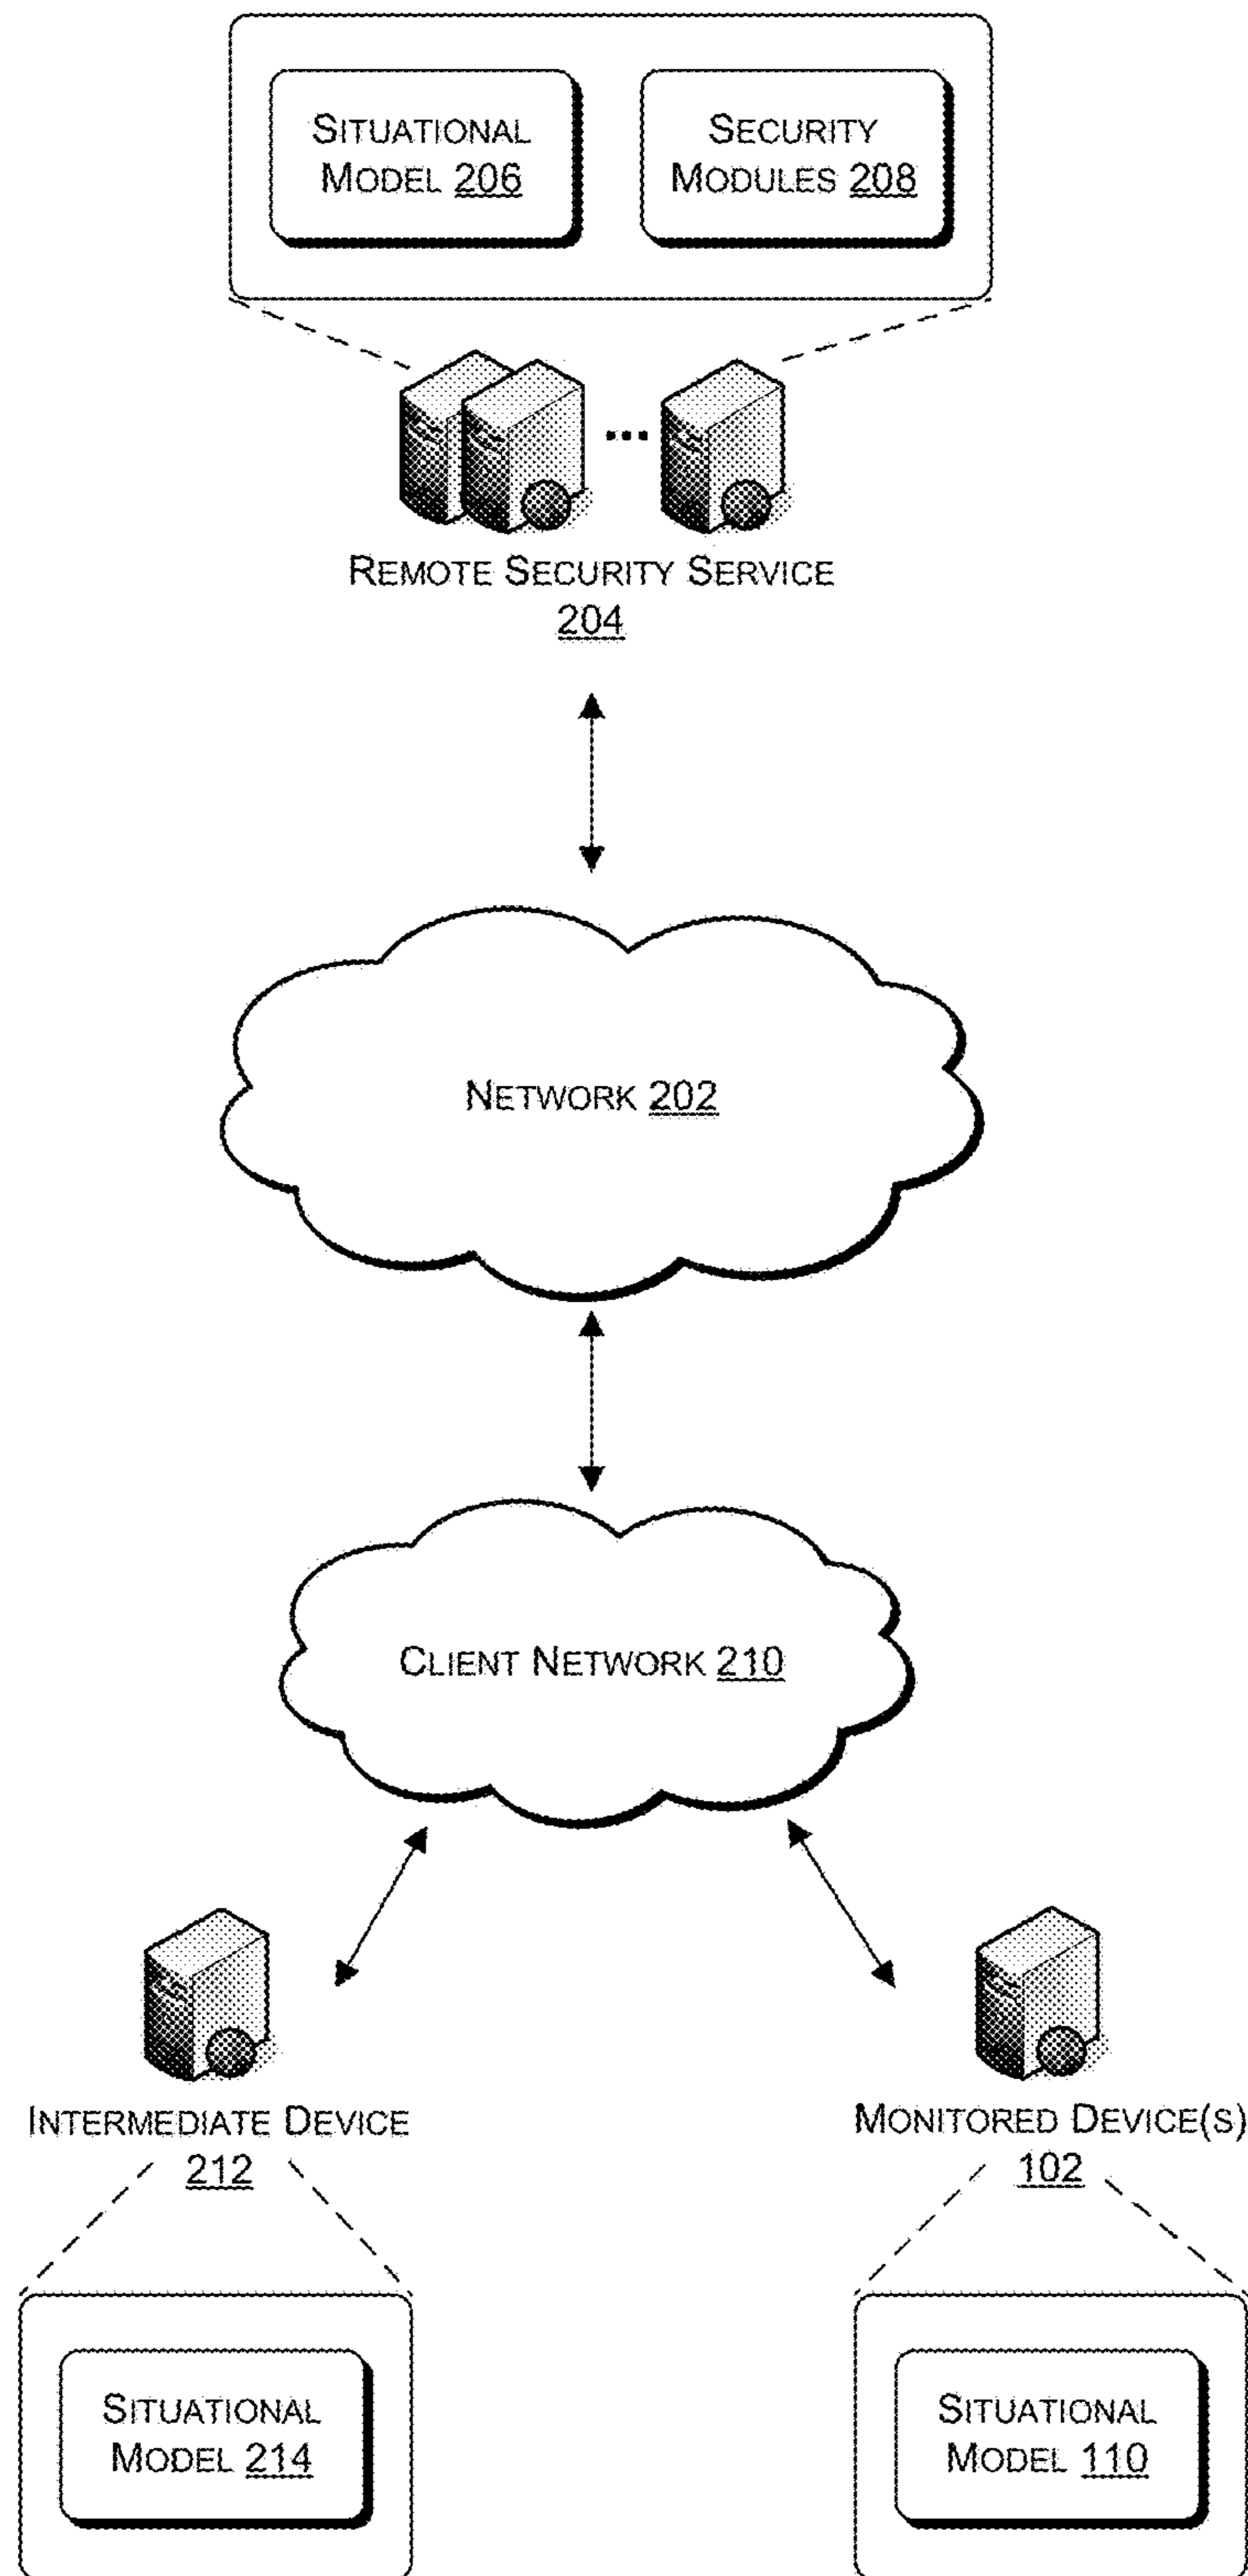 SITUATIONAL
MODEL 206
SECURITY
MODULES 208
REMOTE SECURITY SERVICE
204
NETWORK 202
CLIENT NETWORK 210
INTERMEDIATE DEVICE
212
MONITORED DEVICE(S)
102
SITUATIONAL
MODEL 214
SITUATIONAL
MODEL 110